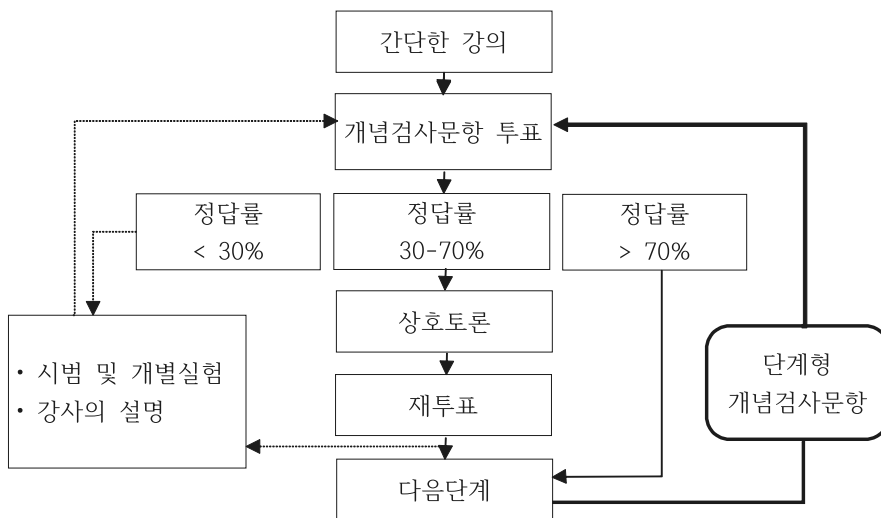 간단한 강의
개념검사문항 투표
정답률
< 30%
정답률
30-70%
정답률
> 70%
상호토론
• 시범 및 개별실험
• 강사의 설명
단계형
개념검사문항
재투표
다음단계